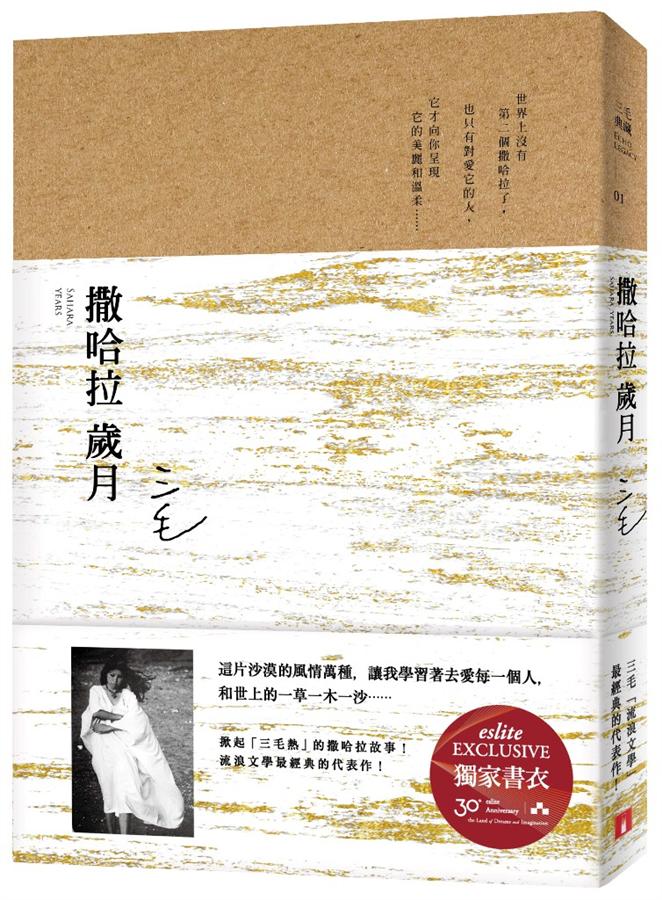 世界上沒有
第二個撒哈拉了，
也只有對愛它的人，
它才向你呈現
它的美麗和溫柔……
撒哈拉歲月
SAHARA
YEARS
三毛
這片沙漠的風情萬種，讓我學習著去愛每一個人，
和世上的一草一木一沙……
掀起「三毛熱」的撒哈拉故事！
流浪文學最經典的代表作！
eslite
EXCLUSIVE
獨家書衣
30th eslite
Anniversary
the Land of Dreams and Imagination
三毛典藏
ECHO LEGACY
01
撒哈拉歲月
SAHARA YEARS
三毛
三毛「流浪文學」
最經典的代表作！